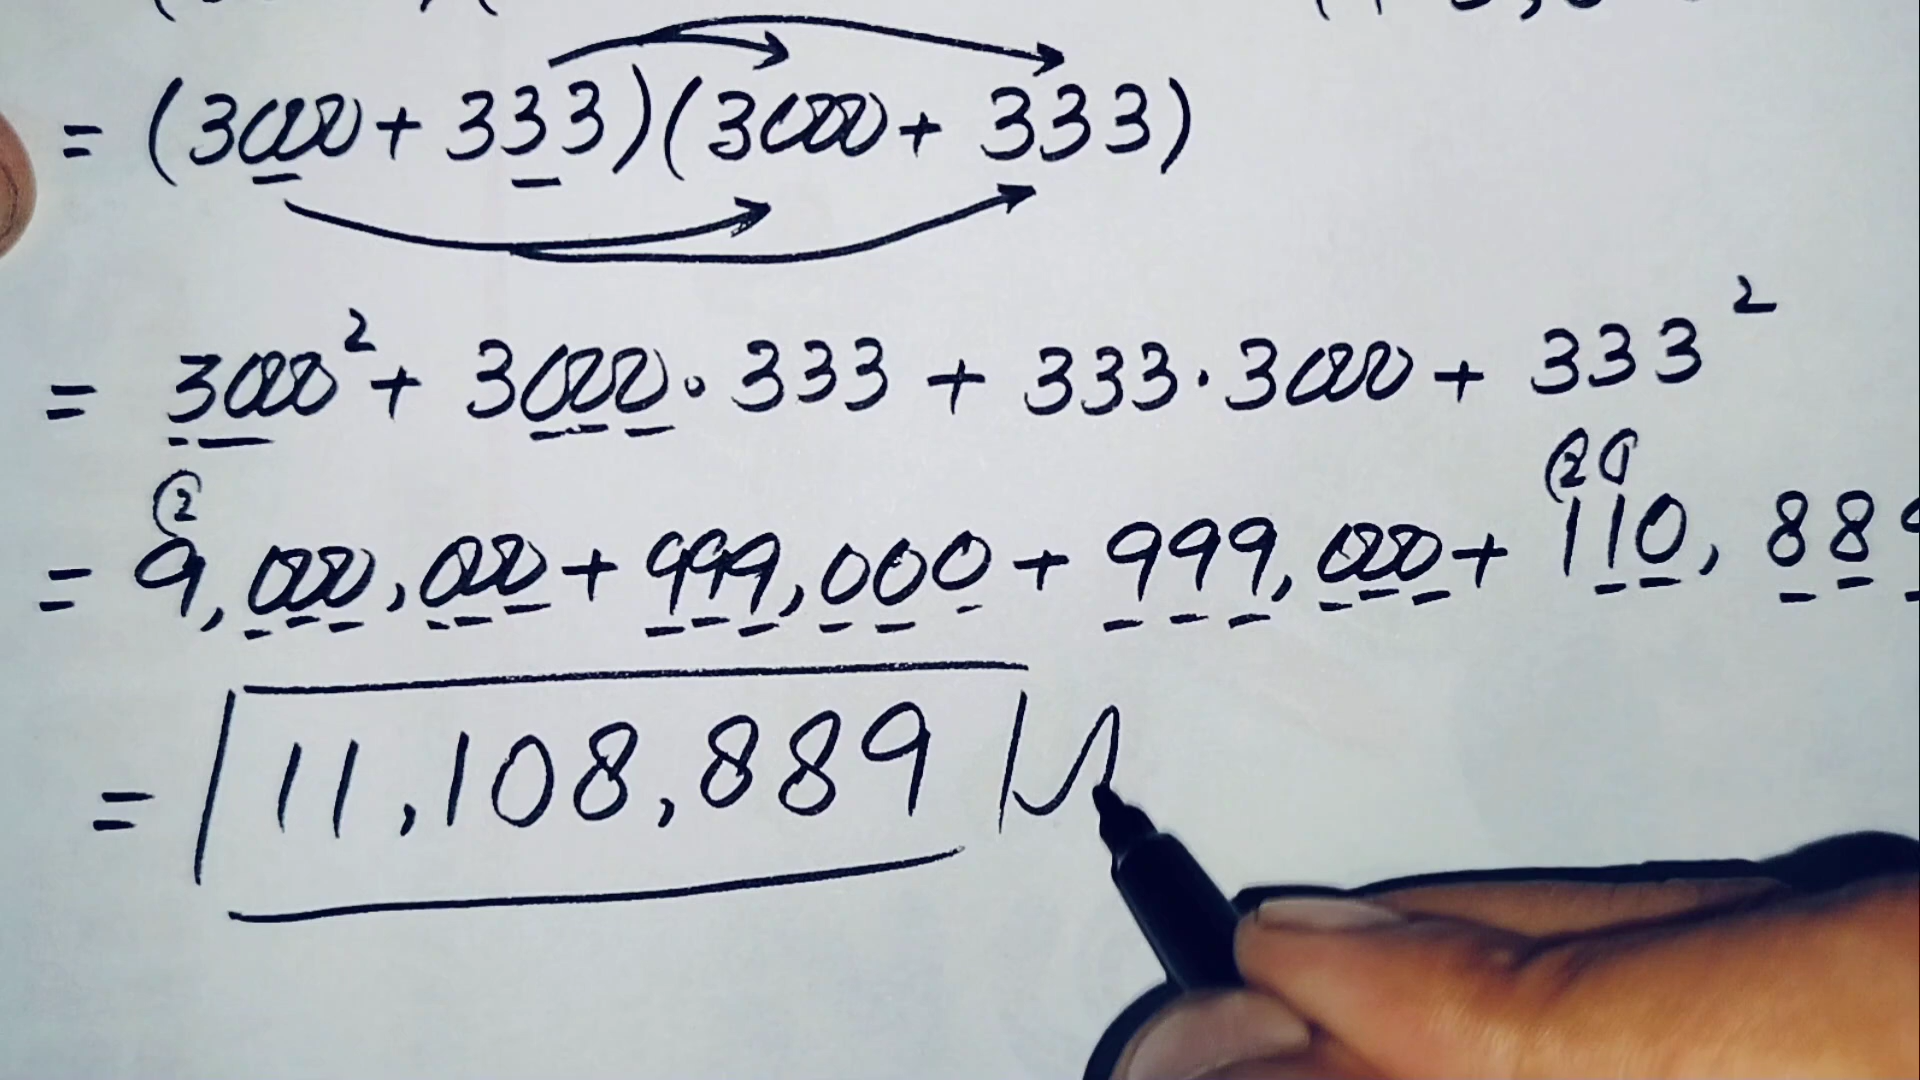 = (3000 + 333)(3000 + 333)
= 3000² + 3000 · 333 + 333 · 3000 + 333²
= 9,000,000 + 999,000 + 999,000 + 110,889
= 11,108,889